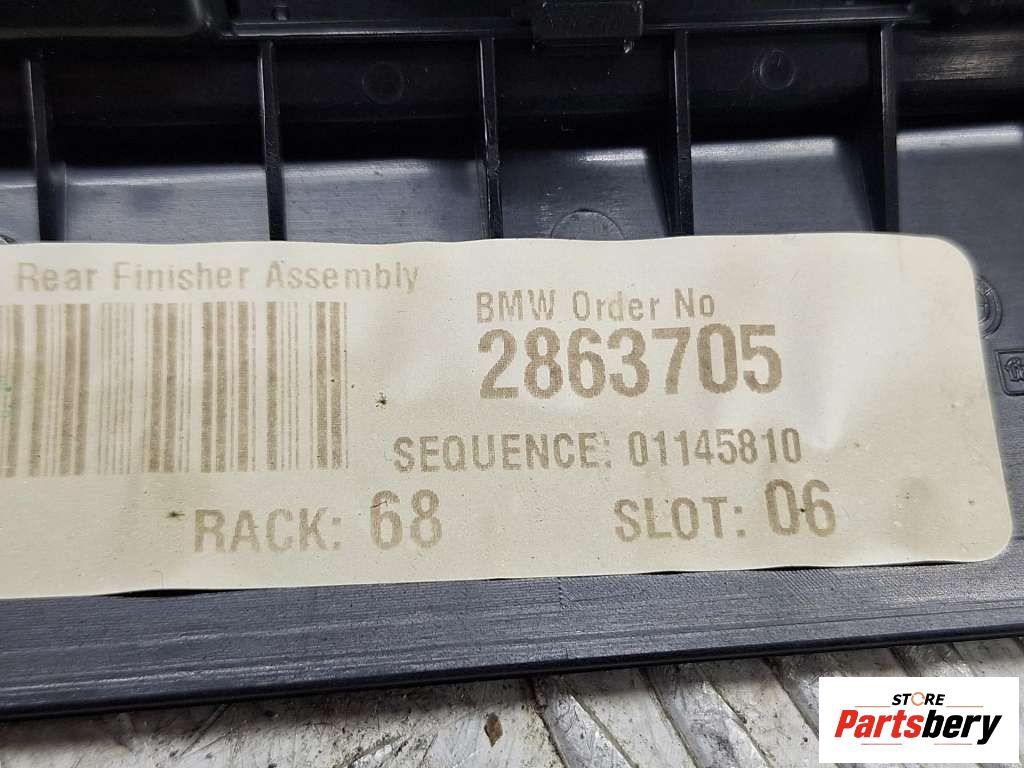 Rear Finisher Assembly
BMW Order No
2863705
SEQUENCE: 01145810
RACK: 68
SLOT: 06
STORE
Partsbery